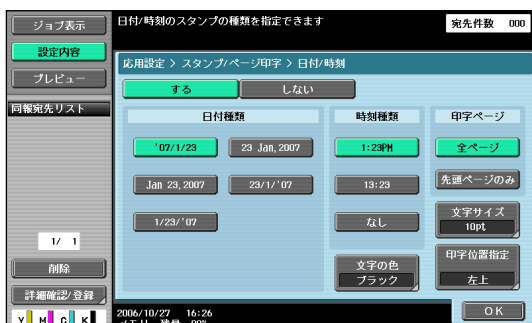 ジョブ表示
日付/時刻のスタンプの種類を指定できます
宛先件数 000
設定内容
プレビュー
応用設定 > スタンプ/ページ印字 > 日付/時刻
する
しない
同報宛先リスト
日付種類
時刻種類
印字ページ
'07/1/23
23 Jan,2007
1:23PM
全ページ
Jan 23,2007
23/1/'07
13:23
先頭ページのみ
1/23/'07
なし
文字サイズ
10pt
1/ 1
文字の色
ブラック
印字位置指定
左上
削除
詳細確認/登録
OK
2006/10/27 16:26
Y M C K
メモリー残量 99%